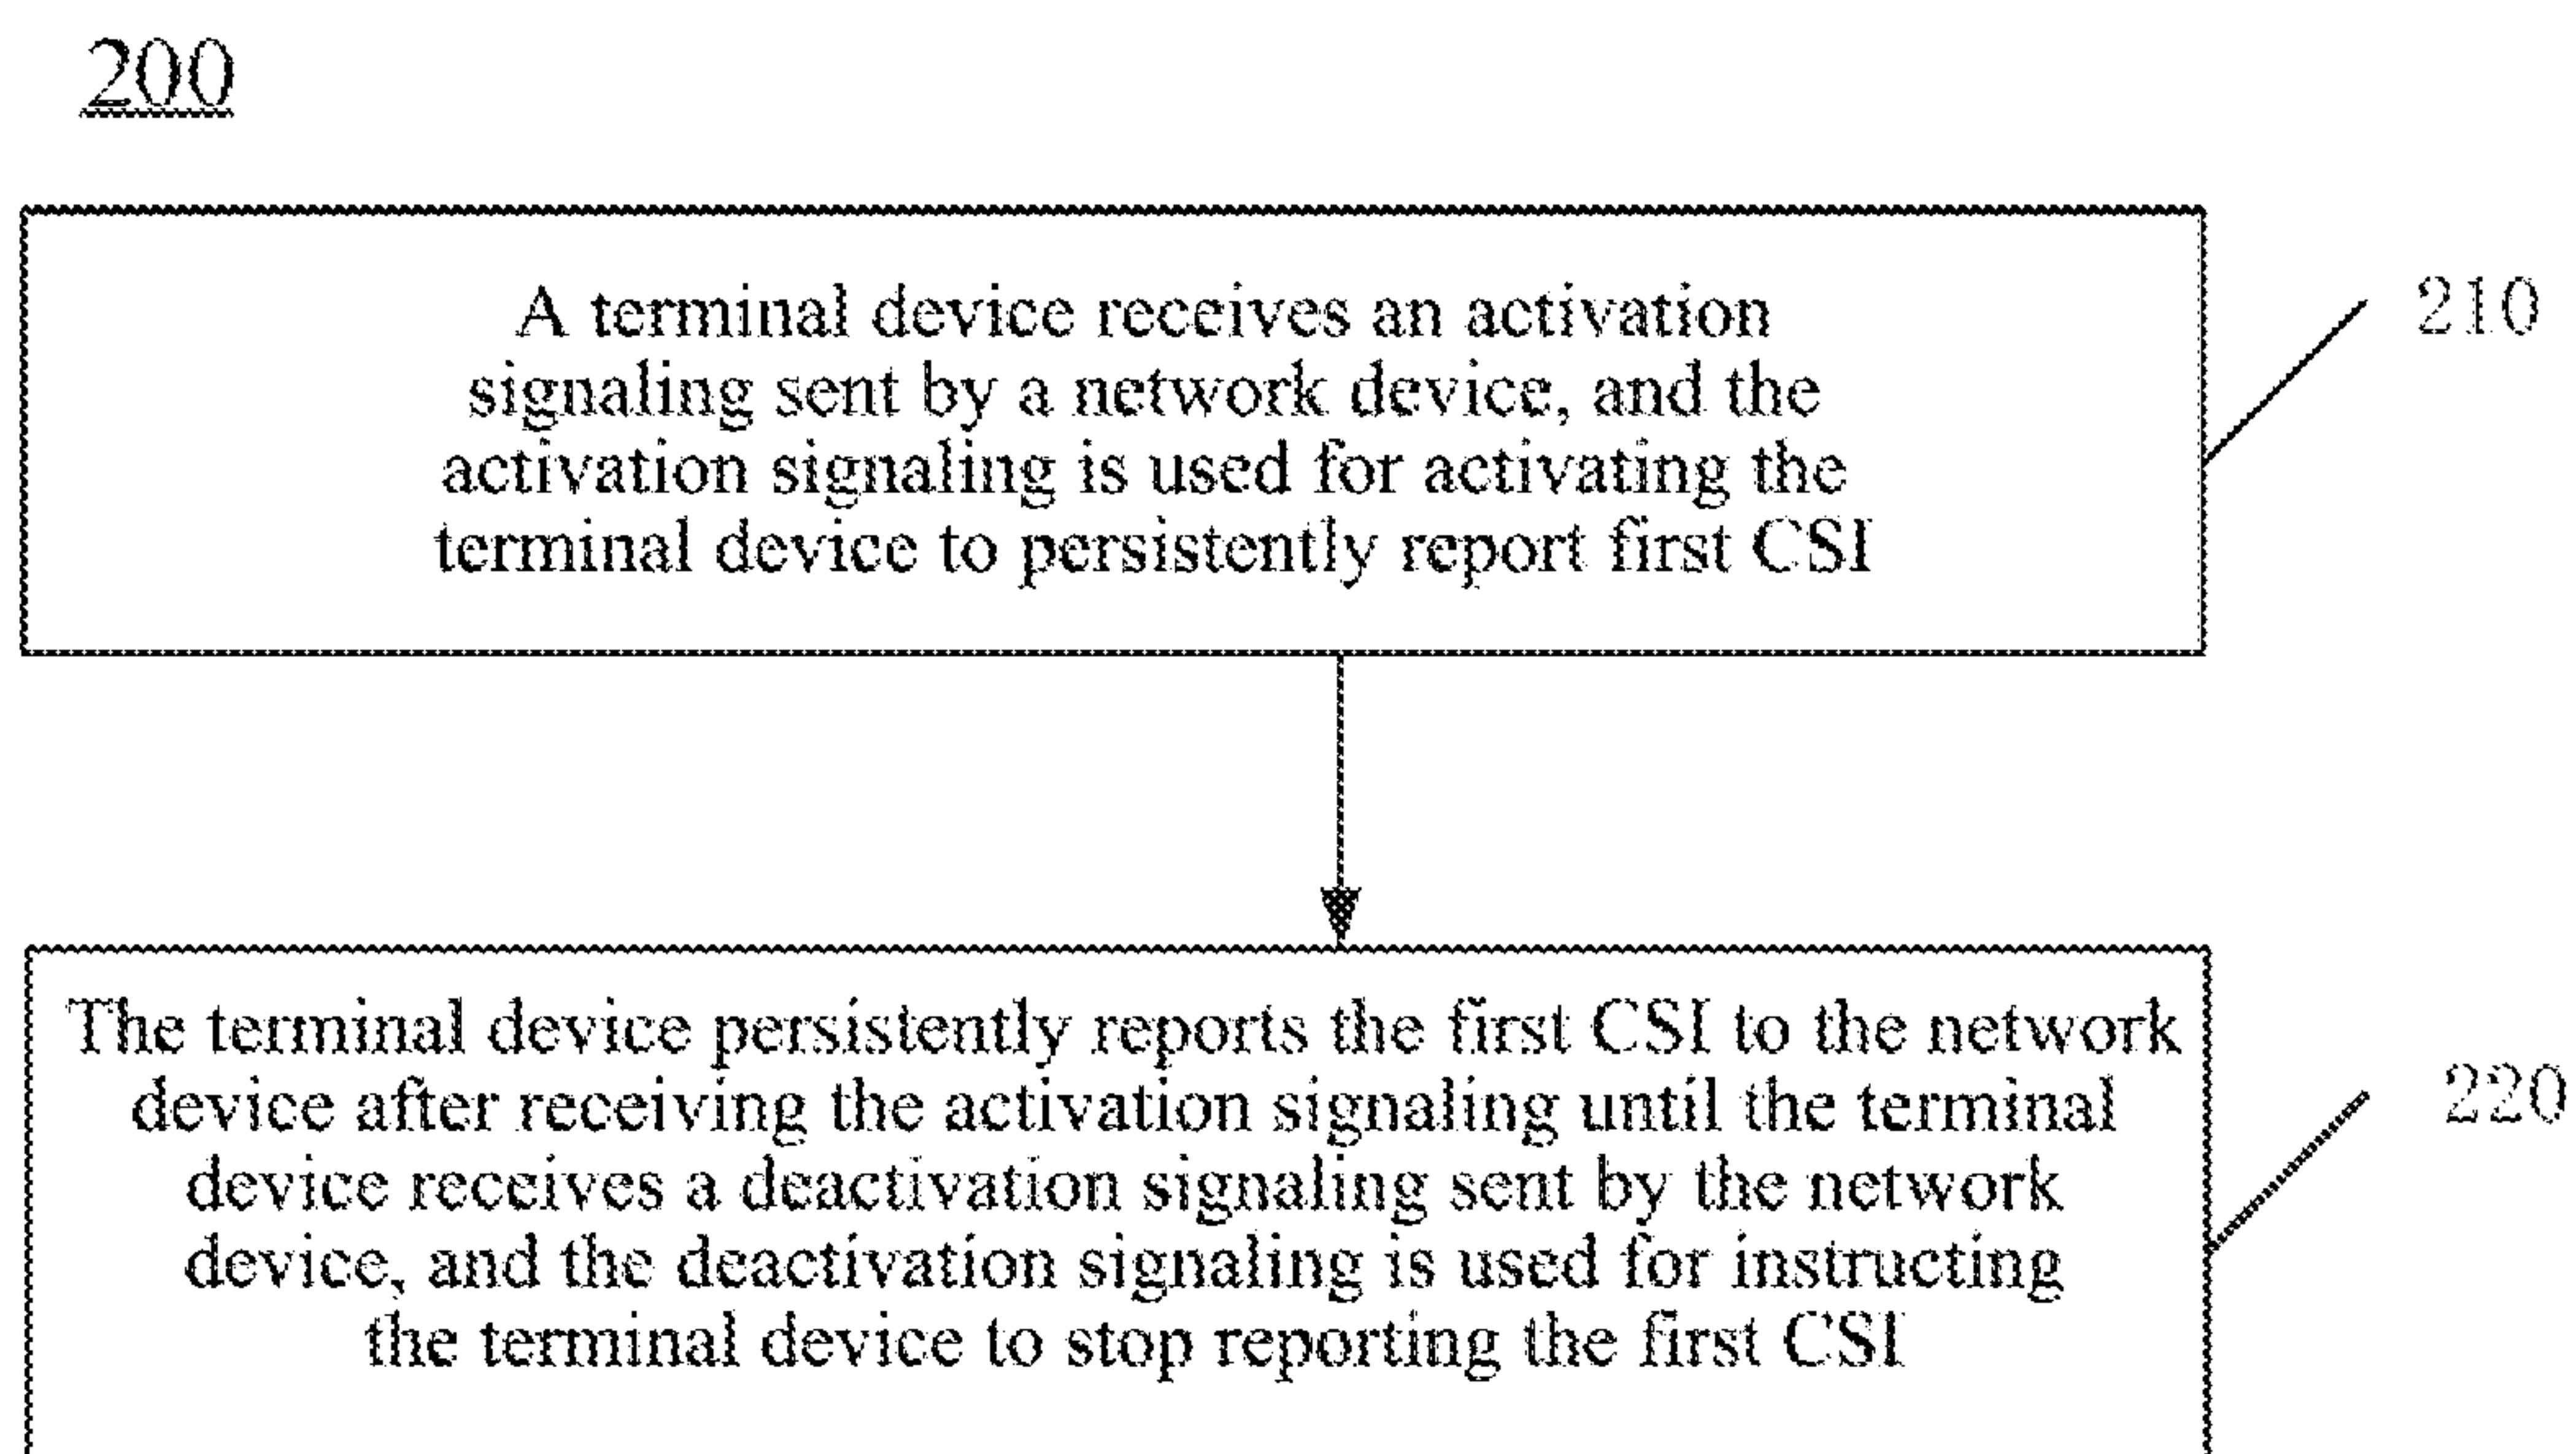 200
A terminal device receives an activation
signaling sent by a network device, and the
activation signaling is used for activating the
terminal device to persistently report first CSI
210
The terminal device persistently reports the first CSI to the network
device after receiving the activation signaling until the terminal
device receives a deactivation signaling sent by the network
device, and the deactivation signaling is used for instructing
the terminal device to stop reporting the first CSI
220